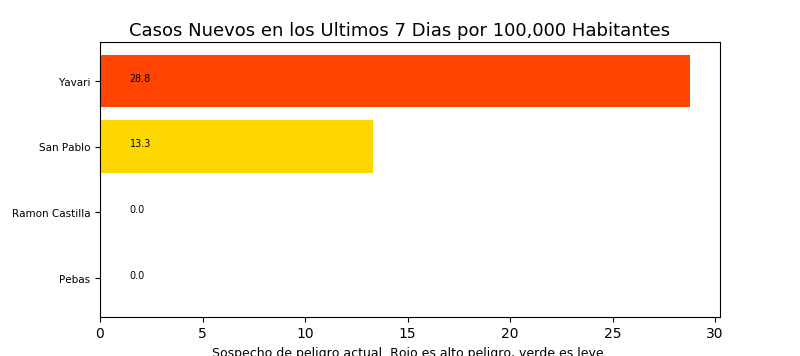 Casos Nuevos en los Ultimos 7 Dias por 100,000 Habitantes
Yavari
28.8
San Pablo
13.3
Ramon Castilla
0.0
Pebas
0.0
0 5 10 15 20 25 30
Sospecho de peligro actual. Rojo es alto peligro, verde es leve